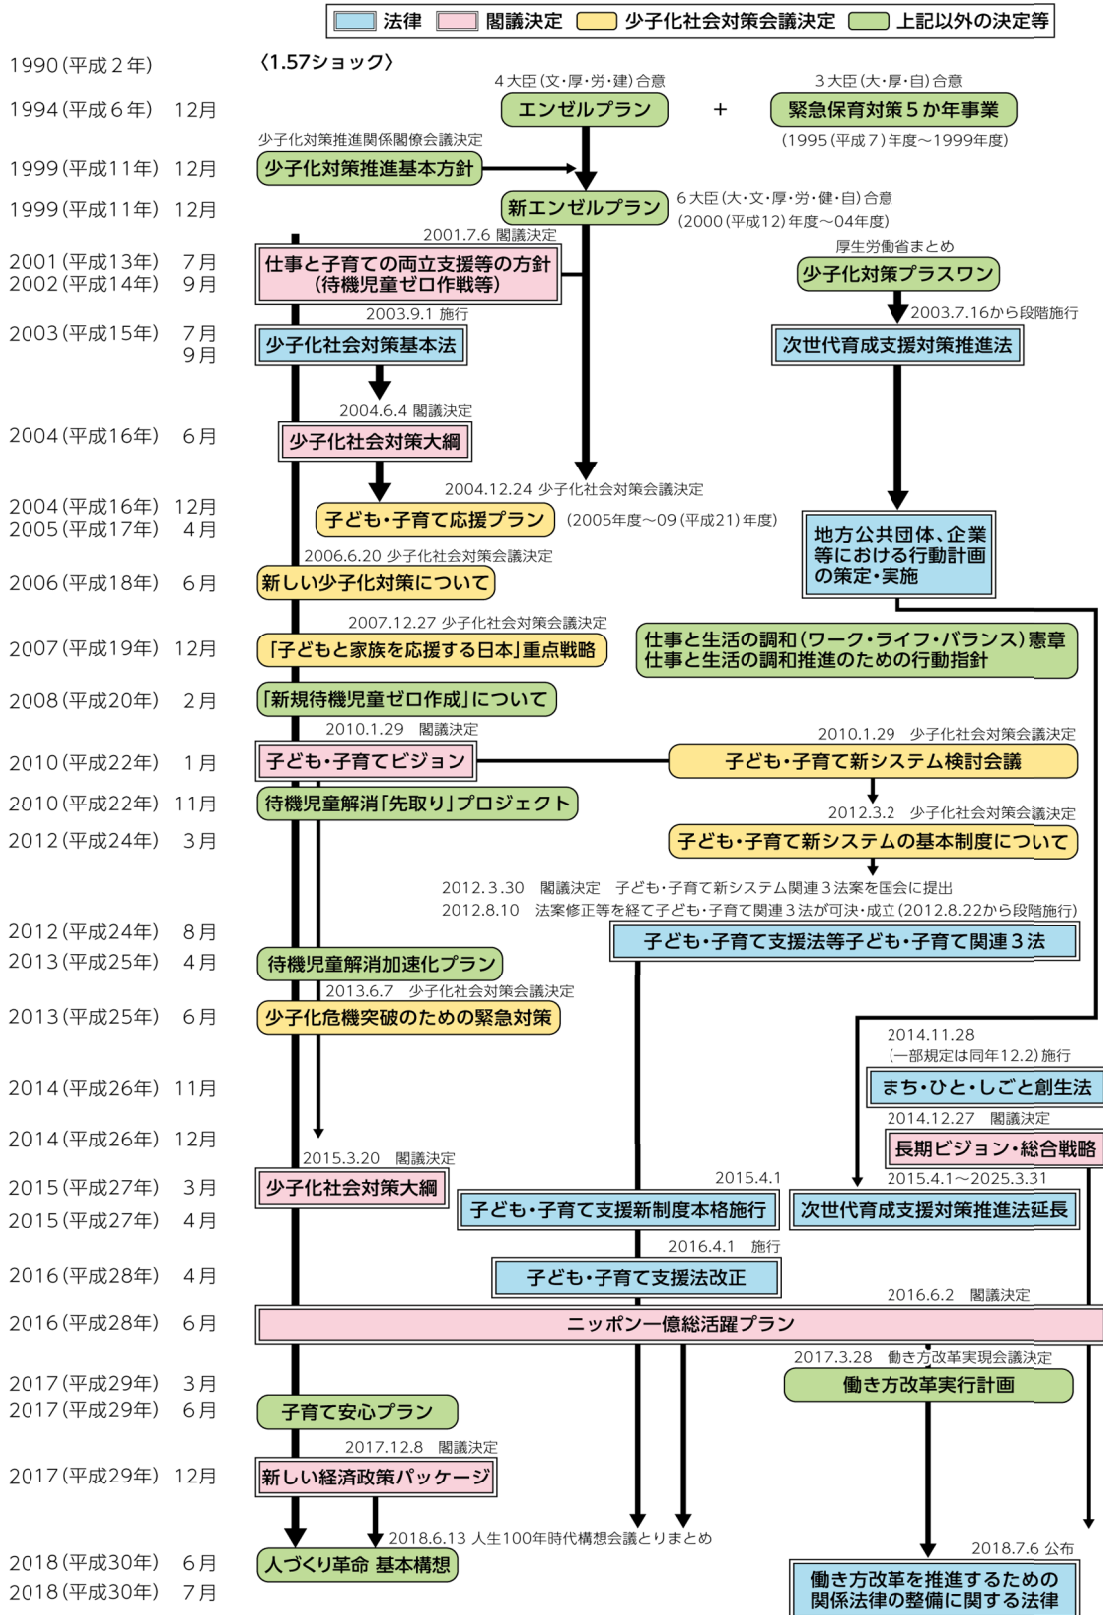 法律 閣議決定 少子化社会対策会議決定 上記以外の決定等
1990(平成2年) 〈1.57ショック〉
4大臣(文・厚・労・建)合意 3大臣(大・厚・自)合意
1994(平成6年) 12月 エンゼルプラン + 緊急保育対策5か年事業
少子化対策推進関係閣僚会議決定 (1995(平成7)年度〜1999年度)
1999(平成11年) 12月 少子化対策推進基本方針
1999(平成11年) 12月 新エンゼルプラン 6大臣(大・文・厚・労・健・自)合意
(2000(平成12)年度〜04年度)
2001.7.6 閣議決定 厚生労働省まとめ
2001(平成13年) 7月 仕事と子育ての両立支援等の方針 少子化対策プラスワン
2002(平成14年) 9月 (待機児童ゼロ作戦等)
2003.9.1 施行 2003.7.16から段階施行
2003(平成15年) 7月 少子化社会対策基本法 次世代育成支援対策推進法
9月
2004.6.4 閣議決定
2004(平成16年) 6月 少子化社会対策大綱
2004.12.24 少子化社会対策会議決定
2004(平成16年) 12月 子ども・子育て応援プラン (2005年度〜09(平成21)年度)
2005(平成17年) 4月 地方公共団体、企業
等における行動計画
の策定・実施
2006.6.20 少子化社会対策会議決定
2006(平成18年) 6月 新しい少子化対策について
2007.12.27 少子化社会対策会議決定
2007(平成19年) 12月 「子どもと家族を応援する日本」重点戦略 仕事と生活の調和(ワーク・ライフ・バランス)憲章
仕事と生活の調和推進のための行動指針
2008(平成20年) 2月 「新規待機児童ゼロ作成」について
2010.1.29 閣議決定 2010.1.29 少子化社会対策会議決定
2010(平成22年) 1月 子ども・子育てビジョン 子ども・子育て新システム検討会議
2010(平成22年) 11月 待機児童解消「先取り」プロジェクト
2012.3.2 少子化社会対策会議決定
2012(平成24年) 3月 子ども・子育て新システムの基本制度について
2012.3.30 閣議決定 子ども・子育て新システム関連3法案を国会に提出
2012.8.10 法案修正等を経て子ども・子育て関連3法が可決・成立(2012.8.22から段階施行)
2012(平成24年) 8月 子ども・子育て支援法等子ども・子育て関連3法
2013(平成25年) 4月 待機児童解消加速化プラン
2013.6.7 少子化社会対策会議決定
2013(平成25年) 6月 少子化危機突破のための緊急対策
2014.11.28
(一部規定は同年12.2)施行
2014(平成26年) 11月 まち・ひと・しごと創生法
2014.12.27 閣議決定
2014(平成26年) 12月 長期ビジョン・総合戦略
2015.3.20 閣議決定
2015(平成27年) 3月 少子化社会対策大綱 2015.4.1 2015.4.1〜2025.3.31
2015(平成27年) 4月 子ども・子育て支援新制度本格施行 次世代育成支援対策推進法延長
2016.4.1 施行
2016(平成28年) 4月 子ども・子育て支援法改正
2016.6.2 閣議決定
2016(平成28年) 6月 ニッポン一億総活躍プラン
2017.3.28 働き方改革実現会議決定
2017(平成29年) 3月 働き方改革実行計画
2017(平成29年) 6月 子育て安心プラン
2017.12.8 閣議決定
2017(平成29年) 12月 新しい経済政策パッケージ
2018.6.13 人生100年時代構想会議とりまとめ 2018.7.6 公布
2018(平成30年) 6月 人づくり革命 基本構想
2018(平成30年) 7月 働き方改革を推進するための
関係法律の整備に関する法律